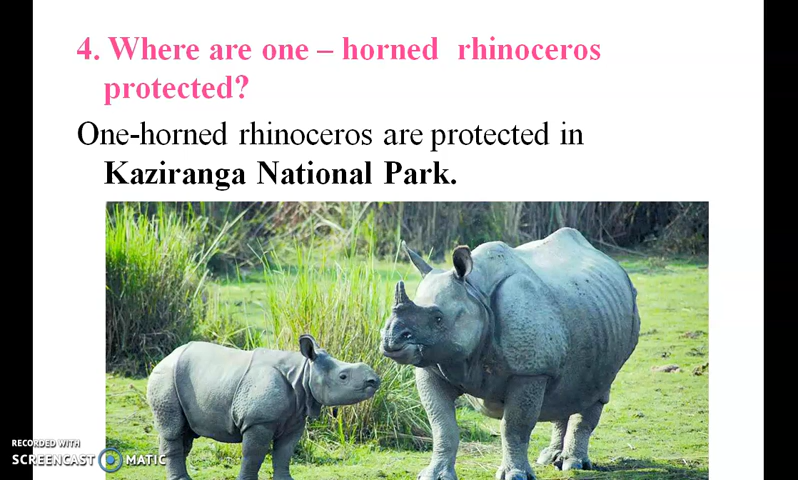 4. Where are one – horned rhinoceros
protected?
One-horned rhinoceros are protected in
Kaziranga National Park.
RECORDED WITH
SCREENCAST MATIC